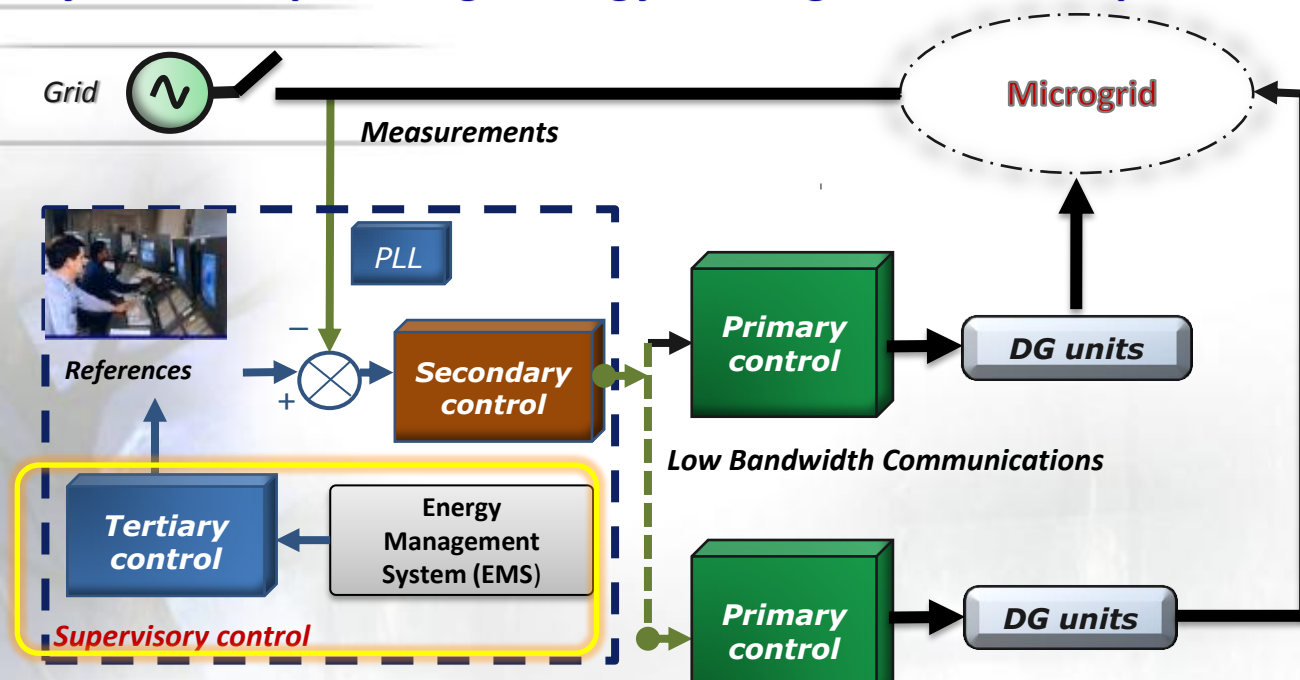 Grid
Microgrid
Measurements
PLL
−
+
References
Secondary
control
Primary
control
DG units
Low Bandwidth Communications
Tertiary
control
Energy
Management
System (EMS)
Supervisory control
Primary
control
DG units